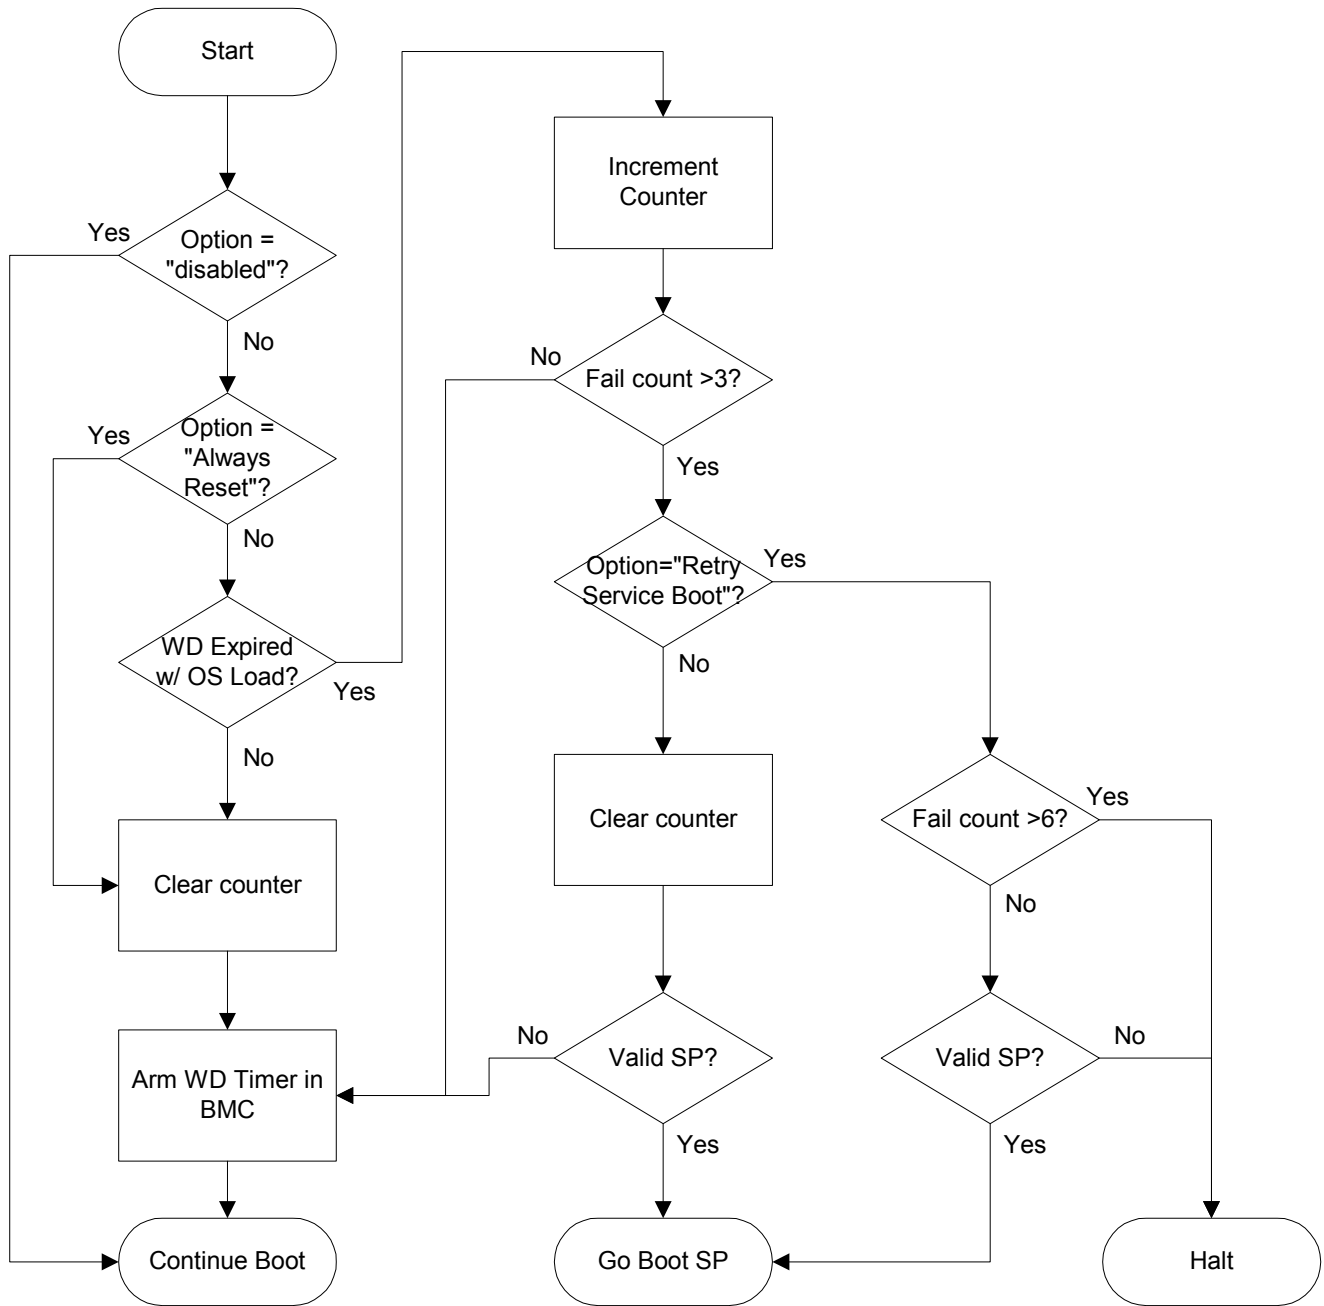 Start
Increment
Counter
Yes
Option =
"disabled"?
No
No
Fail count >3?
Yes
Option =
"Always
Reset"?
Yes
No
Option="Retry
Service Boot"?
Yes
WD Expired
w/ OS Load?
Yes
No
No
Clear counter
Fail count >6?
Yes
Clear counter
No
No
Valid SP?
Valid SP?
No
Arm WD Timer in
BMC
Yes
Yes
Continue Boot
Go Boot SP
Halt